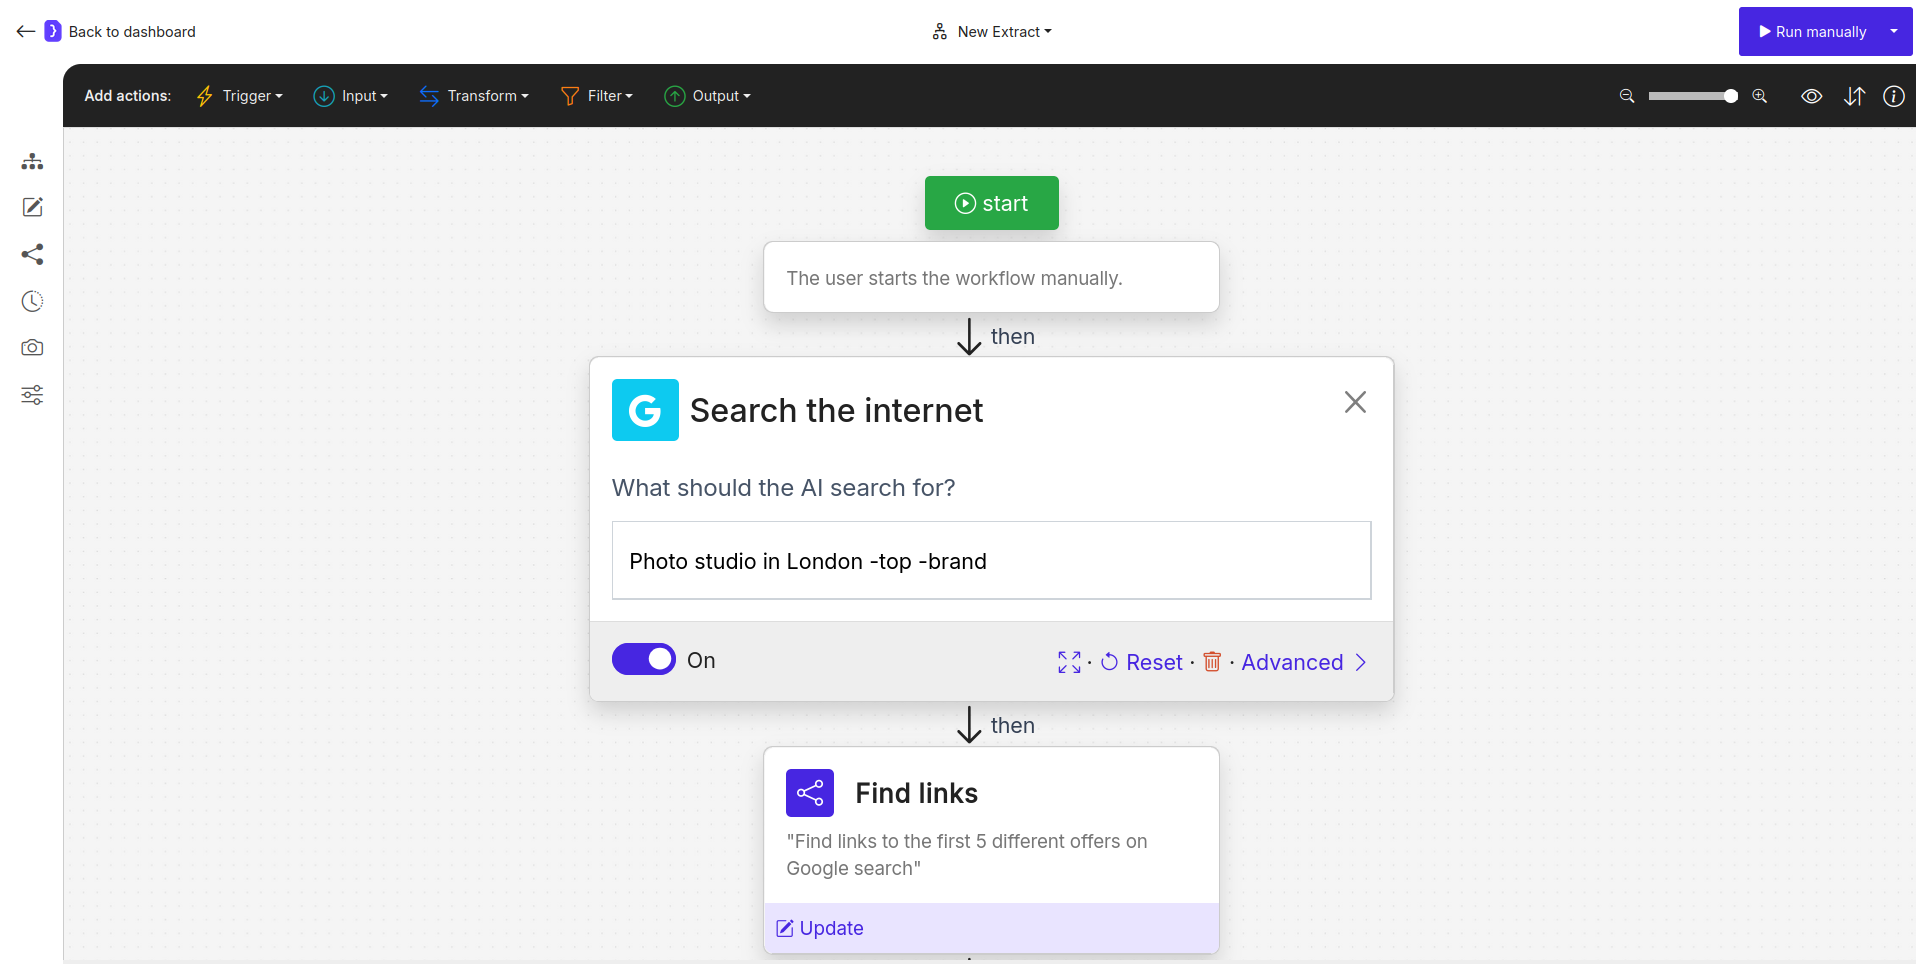 Back to dashboard
New Extract
Run manually
Add actions:
Trigger
Input
Transform
Filter
Output
start
The user starts the workflow manually.
then
Search the internet
What should the AI search for?
Photo studio in London -top -brand
On
· Reset · · Advanced
then
Find links
"Find links to the first 5 different offers on
Google search"
Update